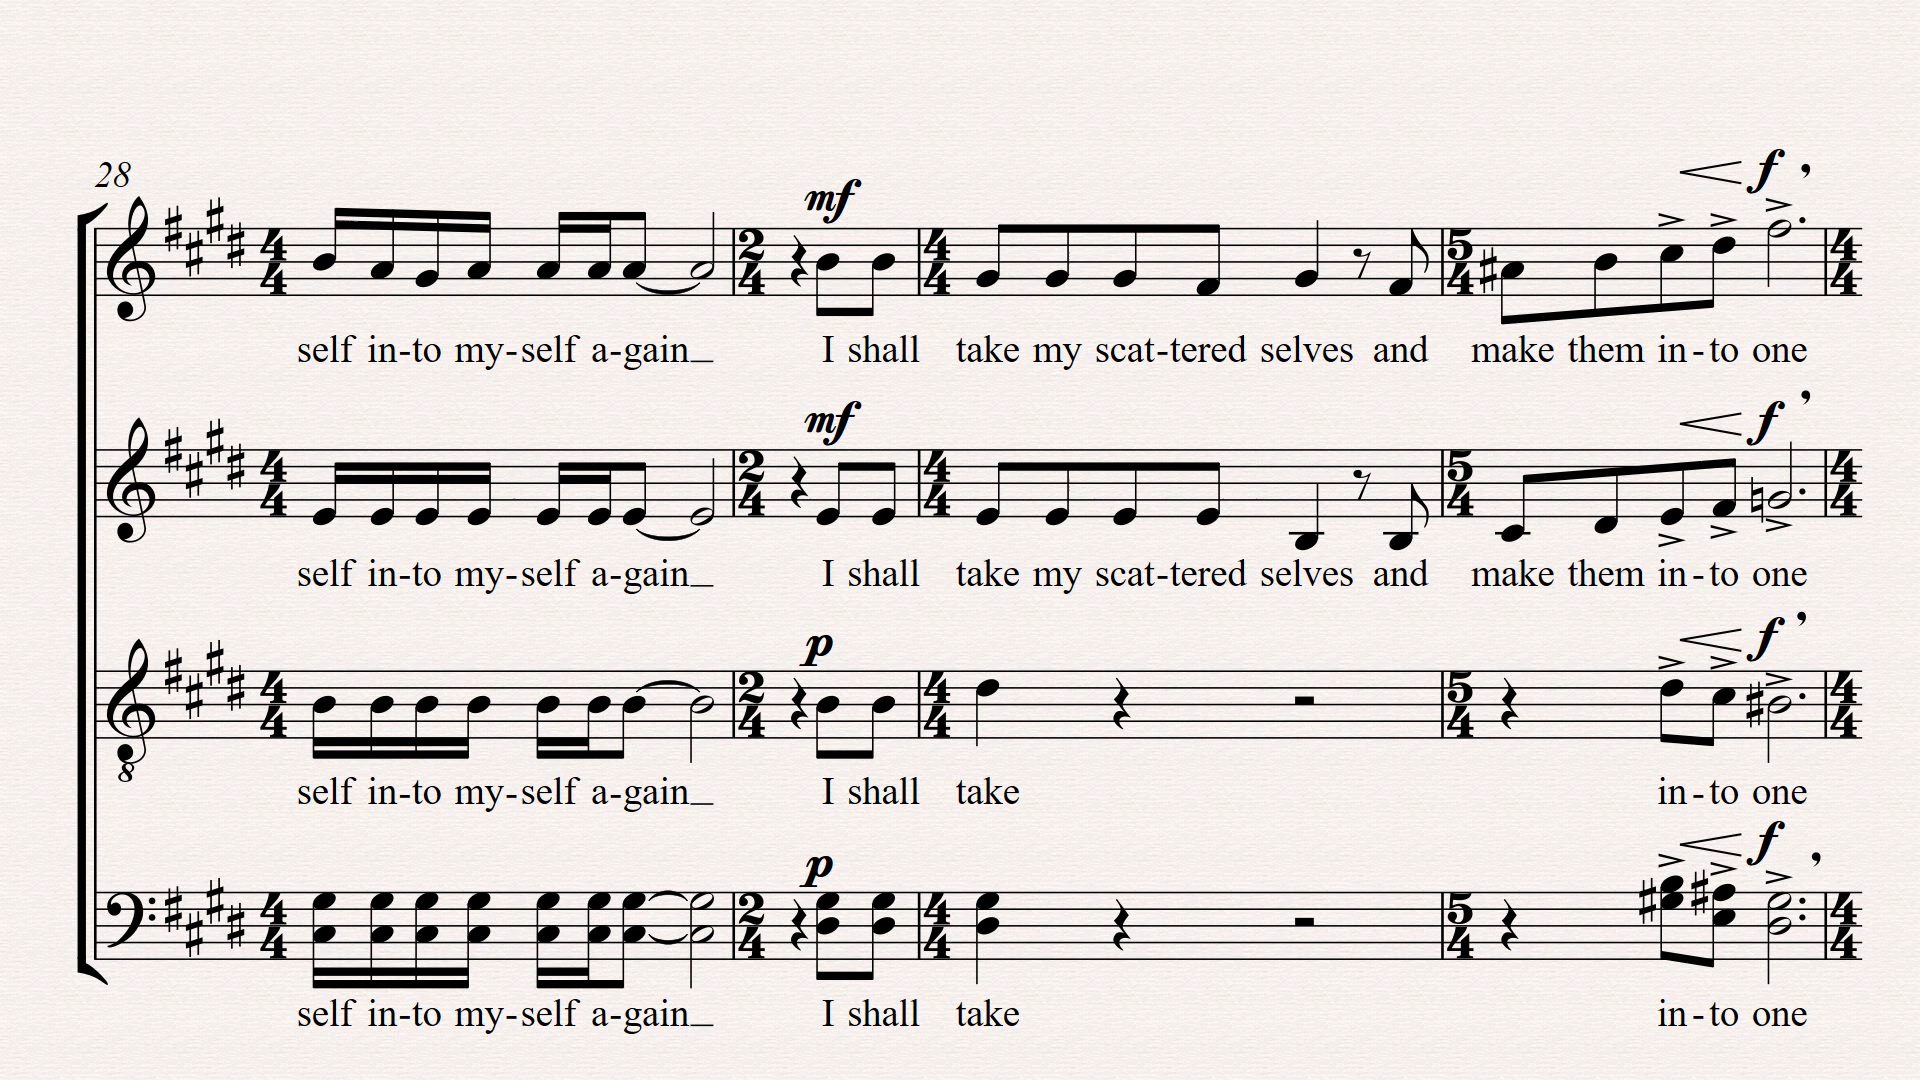 28
mf
f
self in-to my-self a-gain_ I shall take my scat-tered selves and make them in-to one
mf
f
self in-to my-self a-gain_ I shall take my scat-tered selves and make them in-to one
p
f
8
self in-to my-self a-gain_ I shall take in-to one
p
f
self in-to my-self a-gain_ I shall take in-to one